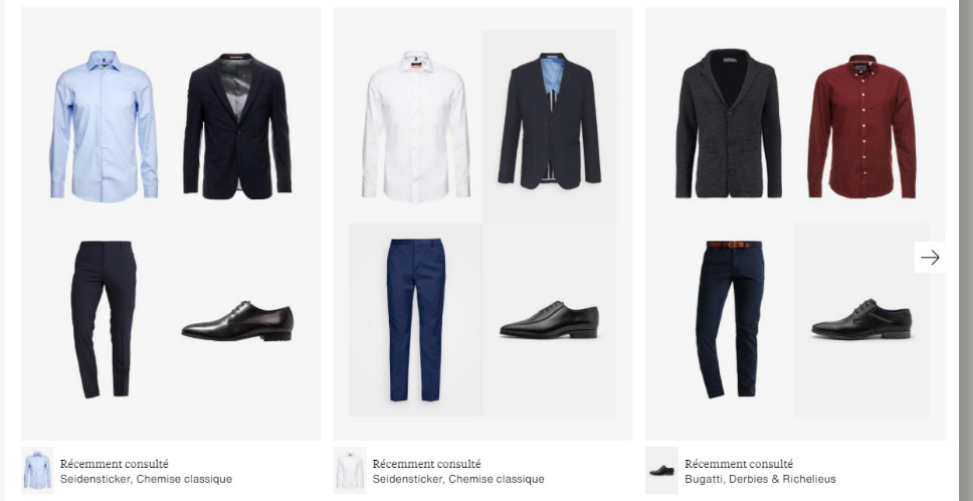 Récemment consulté
Seidensticker, Chemise classique
Récemment consulté
Seidensticker, Chemise classique
Récemment consulté
Bugatti, Derbies & Richelieus